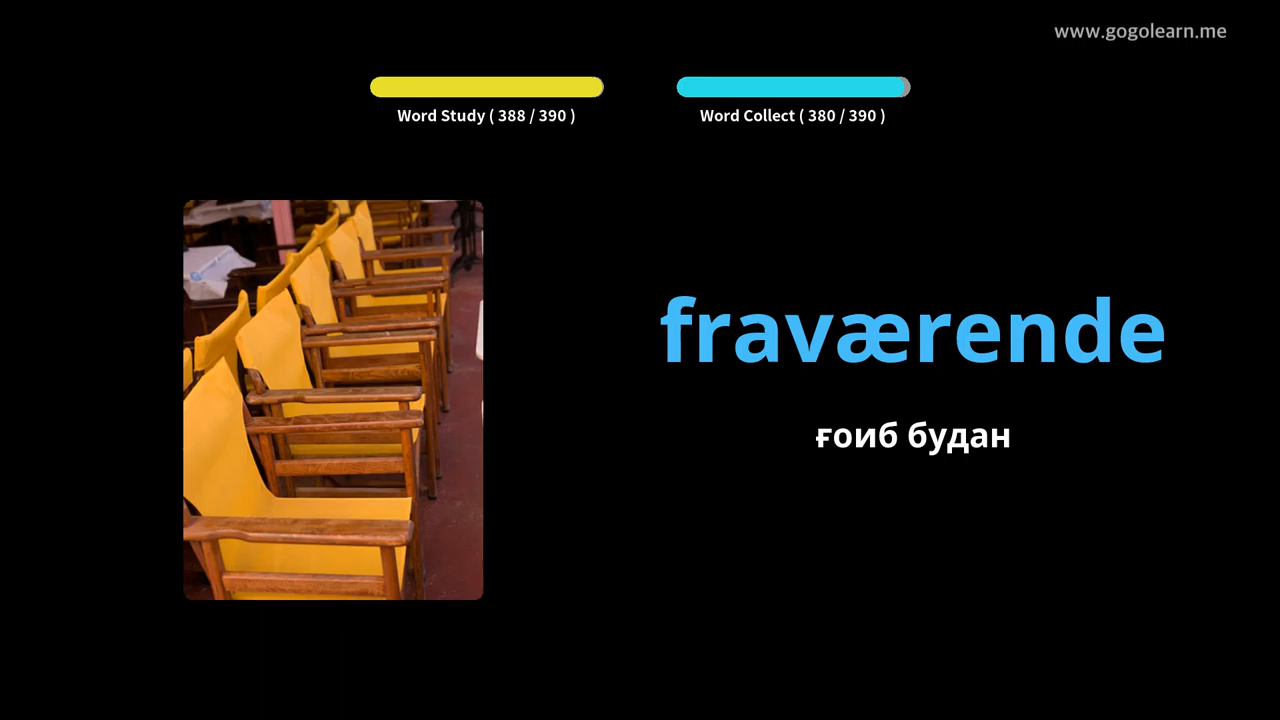 www.gogolearn.me
Word Study ( 388 / 390 )
Word Collect ( 380 / 390 )
fraværende
ғоиб будан